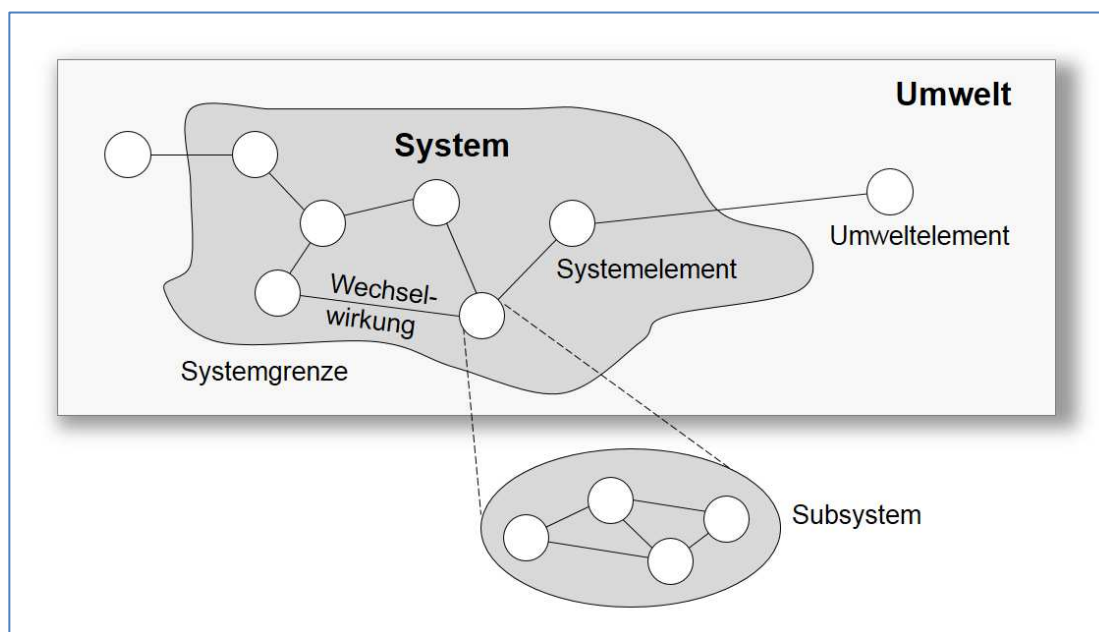 Umwelt
System
Umweltelement
Systemelement
Wechsel-
wirkung
Systemgrenze
Subsystem